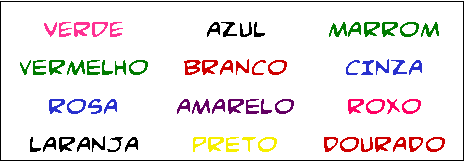 VERDE AZUL MARROM
VERMELHO BRANCO CINZA
ROSA AMARELO ROXO
LARANJA PRETO DOURADO